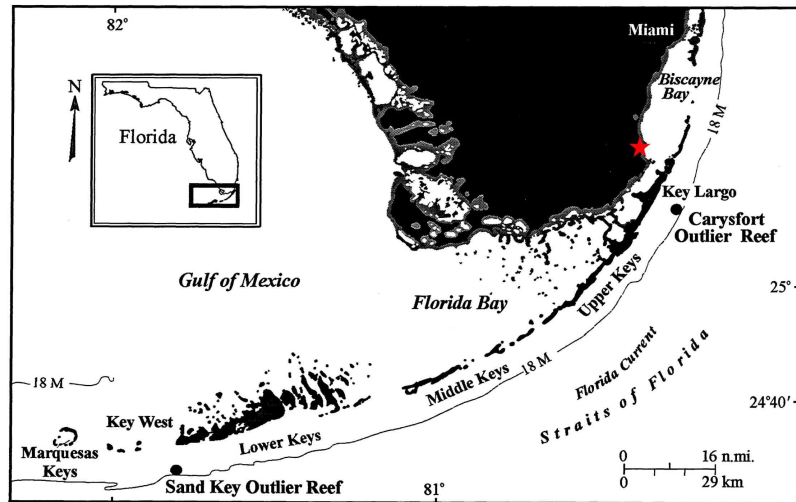 82
Miami
Biscayne
Bay
N
Florida
18 M
Key Largo
Carysfort
Outlier Reef
Gulf of Mexico
Florida Bay
Upper Keys
25°
Florida Current
Straits of Florida
18 M
Middle Keys
18 M
24°40'
Key West
Lower Keys
Marquesas
Keys
Sand Key Outlier Reef
81
0 16 n.mi.
0 29 km